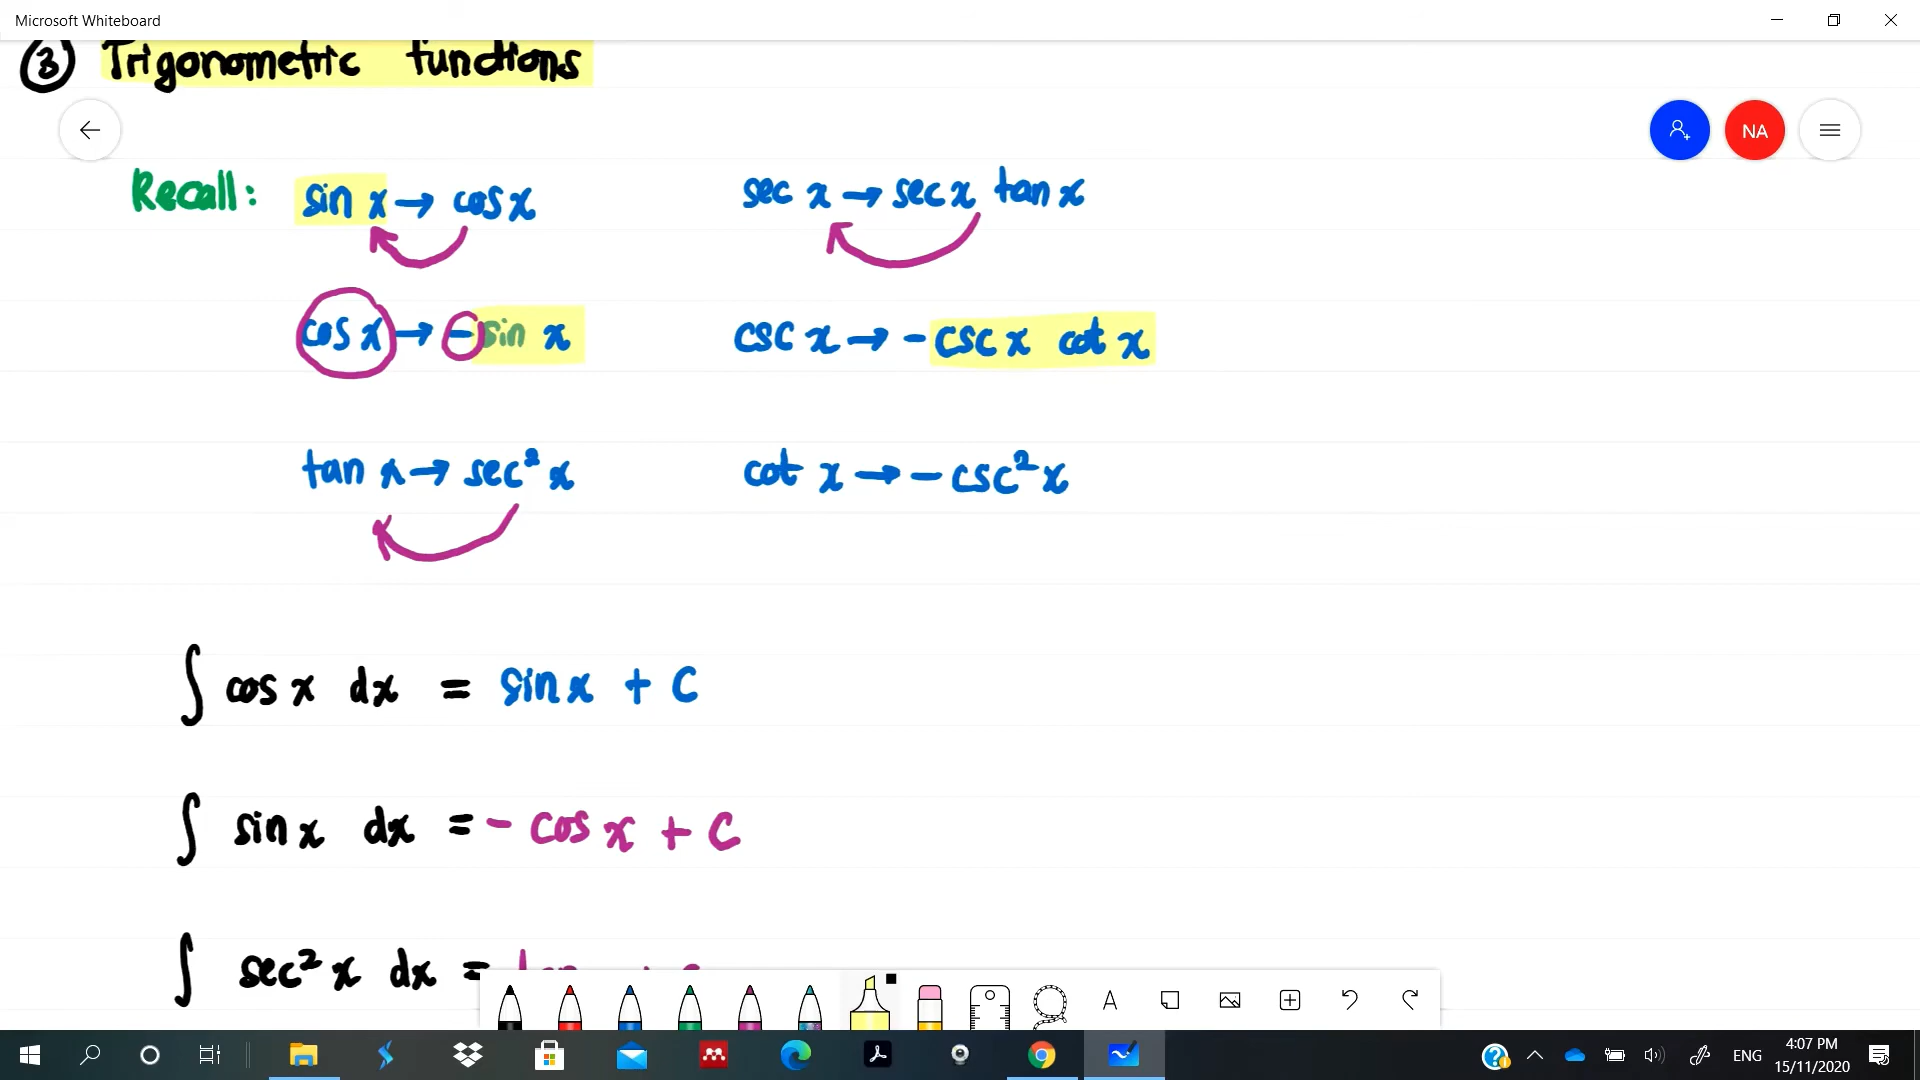 Microsoft Whiteboard
③ Trigonometric functions
NA
Recall: sin x → cos x
sec x → sec x tan x
cos x → - sin x
csc x → - csc x cot x
tan x → sec² x
cot x → - csc² x
∫ cos x dx = sin x + C
∫ sin x dx = - cos x + C
∫ sec² x dx =
A
ENG
4:07 PM
15/11/2020